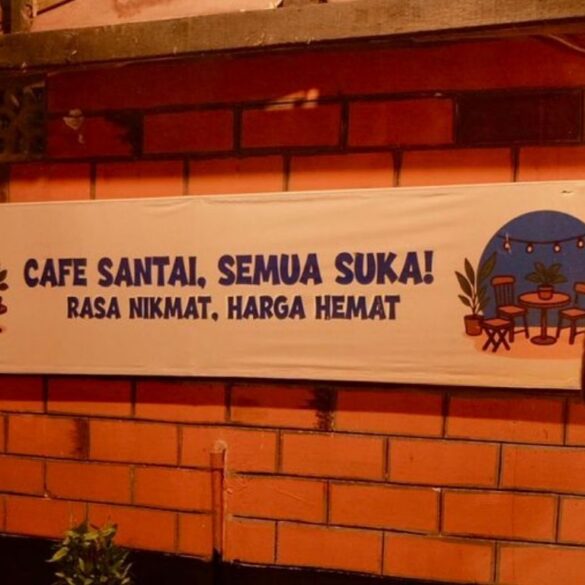 CAFE SANTAI, SEMUA SUKA!
RASA NIKMAT, HARGA HEMAT